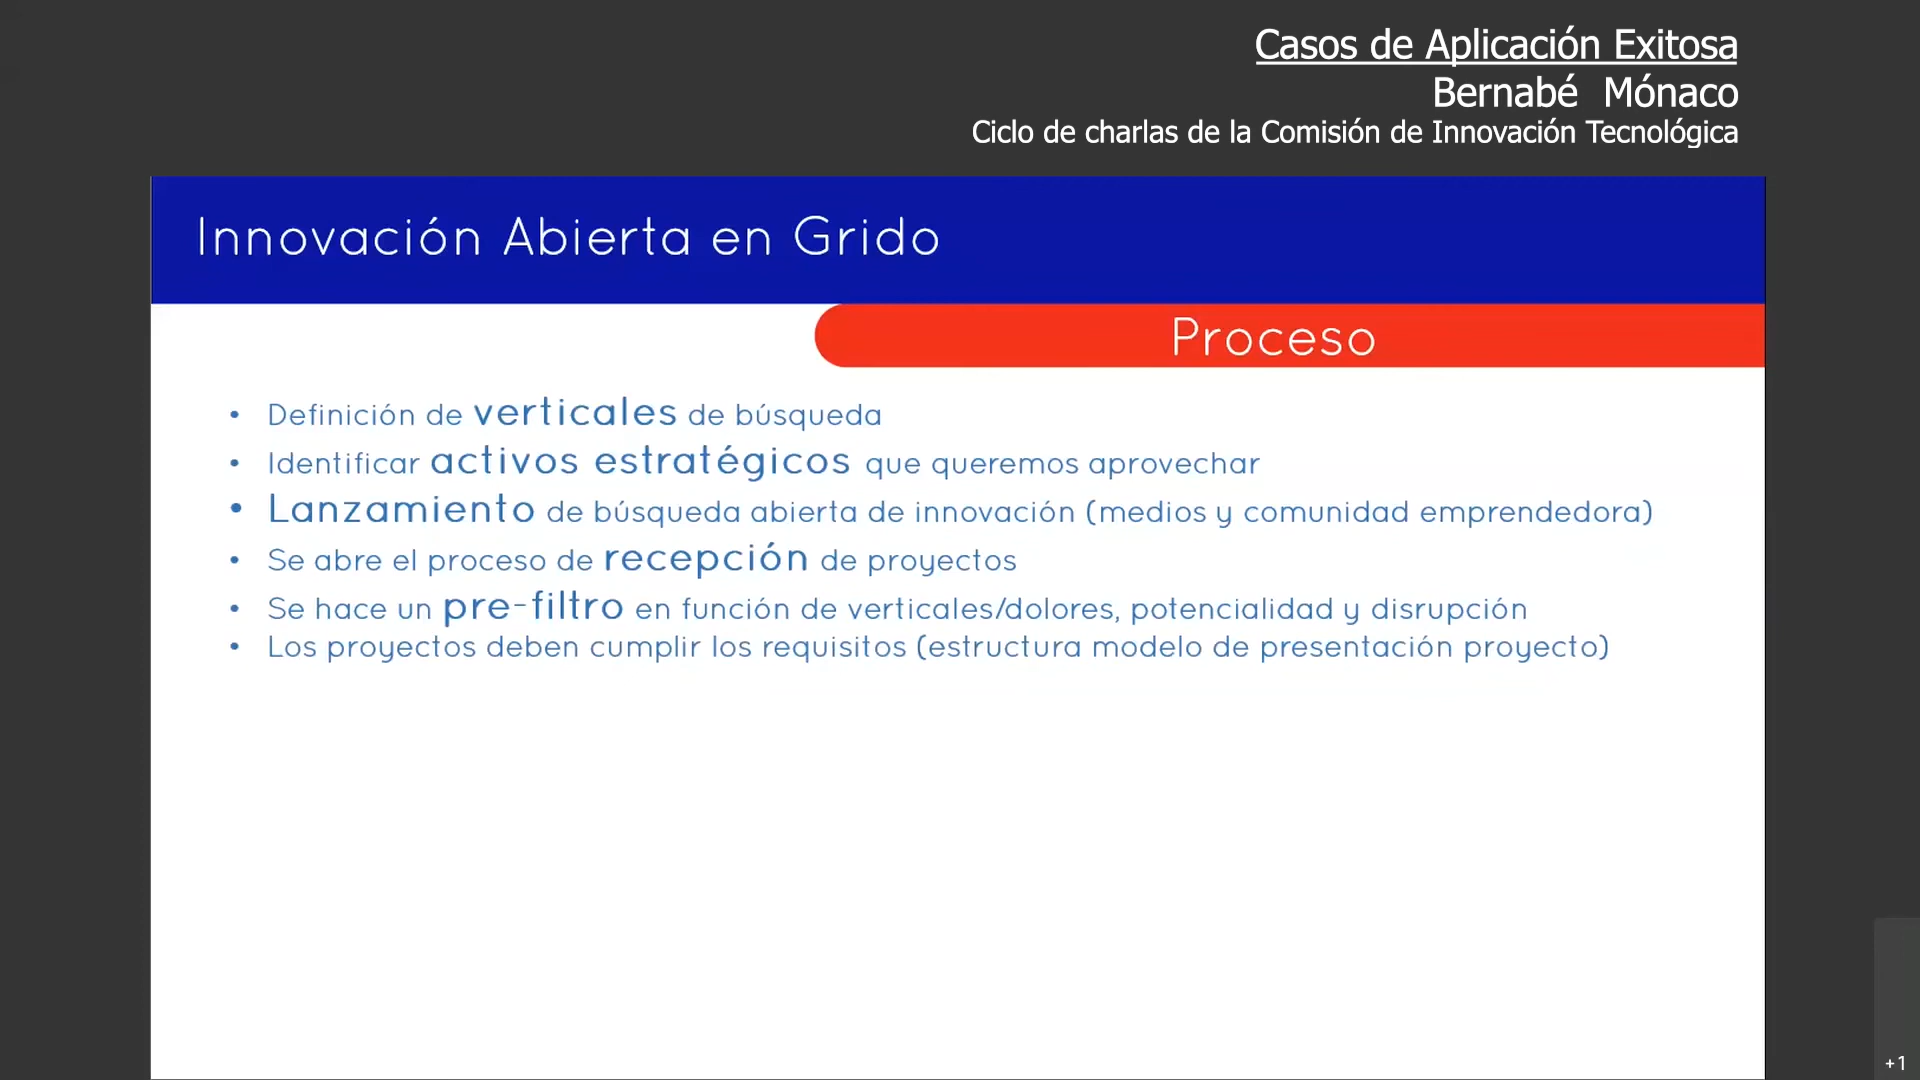 Casos de Aplicación Exitosa
Bernabé Mónaco
Ciclo de charlas de la Comisión de Innovación Tecnológica
Innovación Abierta en Grido
Proceso
• Definición de verticales de búsqueda
• Identificar activos estratégicos que queremos aprovechar
• Lanzamiento de búsqueda abierta de innovación (medios y comunidad emprendedora)
• Se abre el proceso de recepción de proyectos
• Se hace un pre-filtro en función de verticales/dolores, potencialidad y disrupción
• Los proyectos deben cumplir los requisitos (estructura modelo de presentación proyecto)
+1